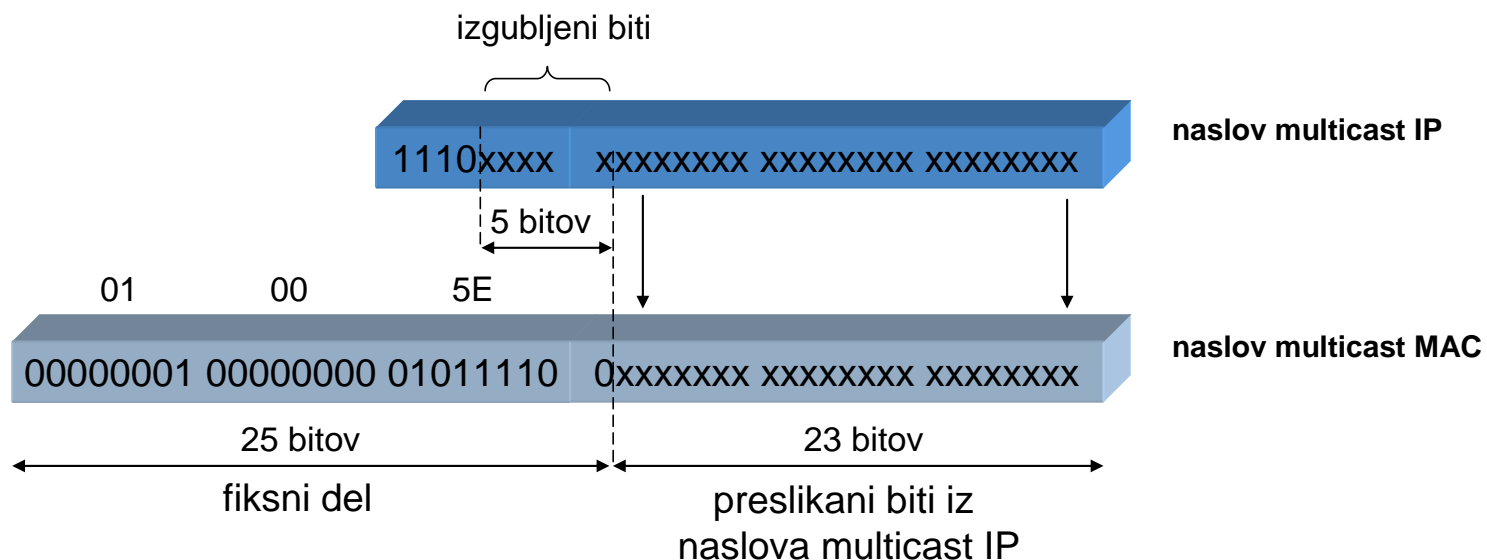 izgubljeni biti
naslov multicast IP
1110xxxx xxxxxxxx xxxxxxxx xxxxxxxx
5 bitov
01 00 5E
naslov multicast MAC
00000001 00000000 01011110 0xxxxxxx xxxxxxxx xxxxxxxx
25 bitov 23 bitov
fiksni del
preslikani biti iz
naslova multicast IP